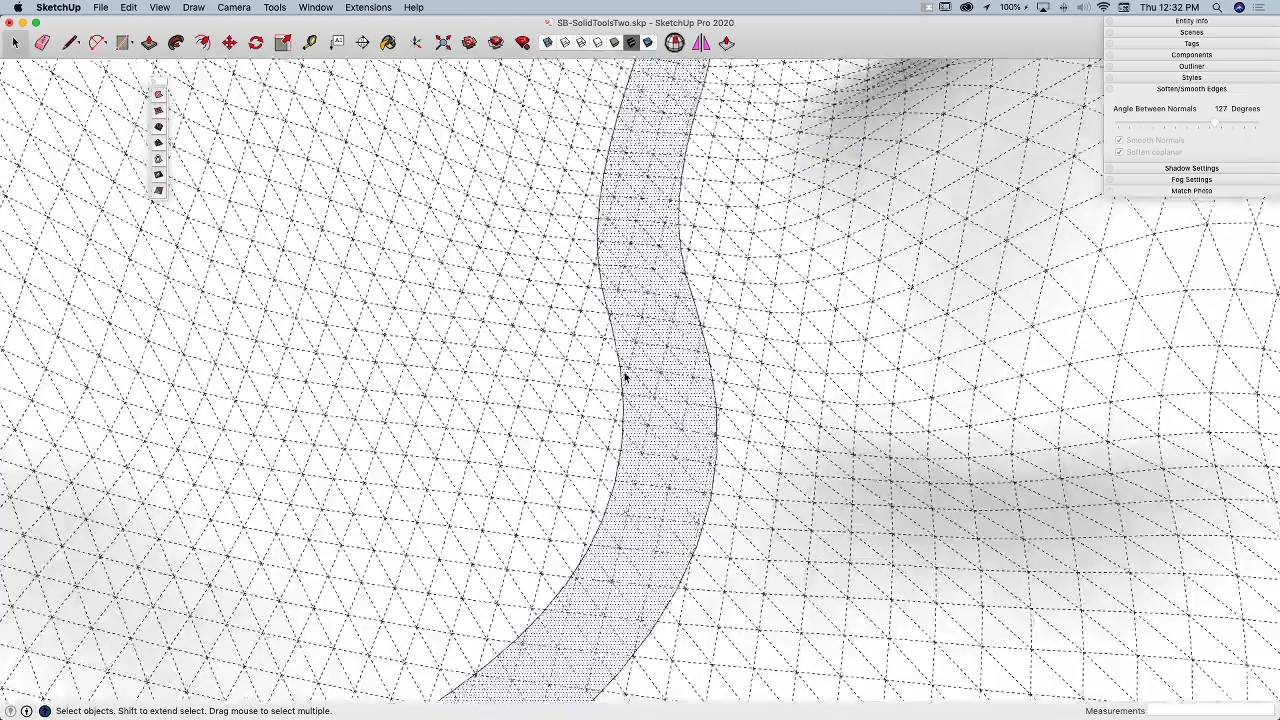 SketchUp File Edit View Draw Camera Tools Window Extensions Help 100% Thu 12:32 PM
SB-SolidToolsTwo.skp - SketchUp Pro 2020
Entity Info
Scenes
Tags
Components
Outliner
Styles
Soften/Smooth Edges
Angle Between Normals 127 Degrees
Smooth Normals
Soften coplanar
Shadow Settings
Fog Settings
Match Photo
Select objects. Shift to extend select. Drag mouse to select multiple. Measurements